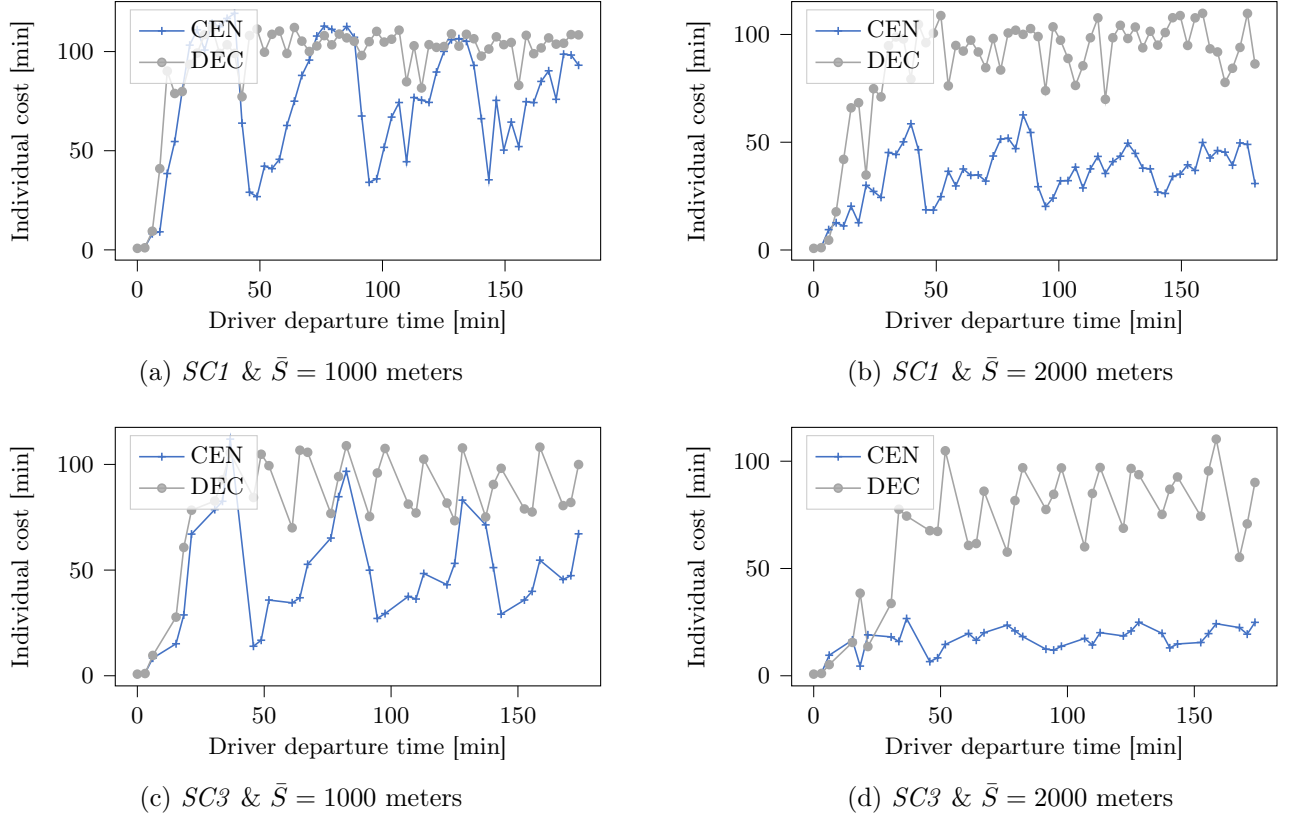 CEN
DEC
100
50
0
Individual cost [min]
0 50 100 150
Driver departure time [min]
(a) SC1 & S̄ = 1000 meters
CEN
DEC
100
50
0
Individual cost [min]
0 50 100 150
Driver departure time [min]
(b) SC1 & S̄ = 2000 meters
CEN
DEC
100
50
0
Individual cost [min]
0 50 100 150
Driver departure time [min]
(c) SC3 & S̄ = 1000 meters
CEN
DEC
100
50
0
Individual cost [min]
0 50 100 150
Driver departure time [min]
(d) SC3 & S̄ = 2000 meters